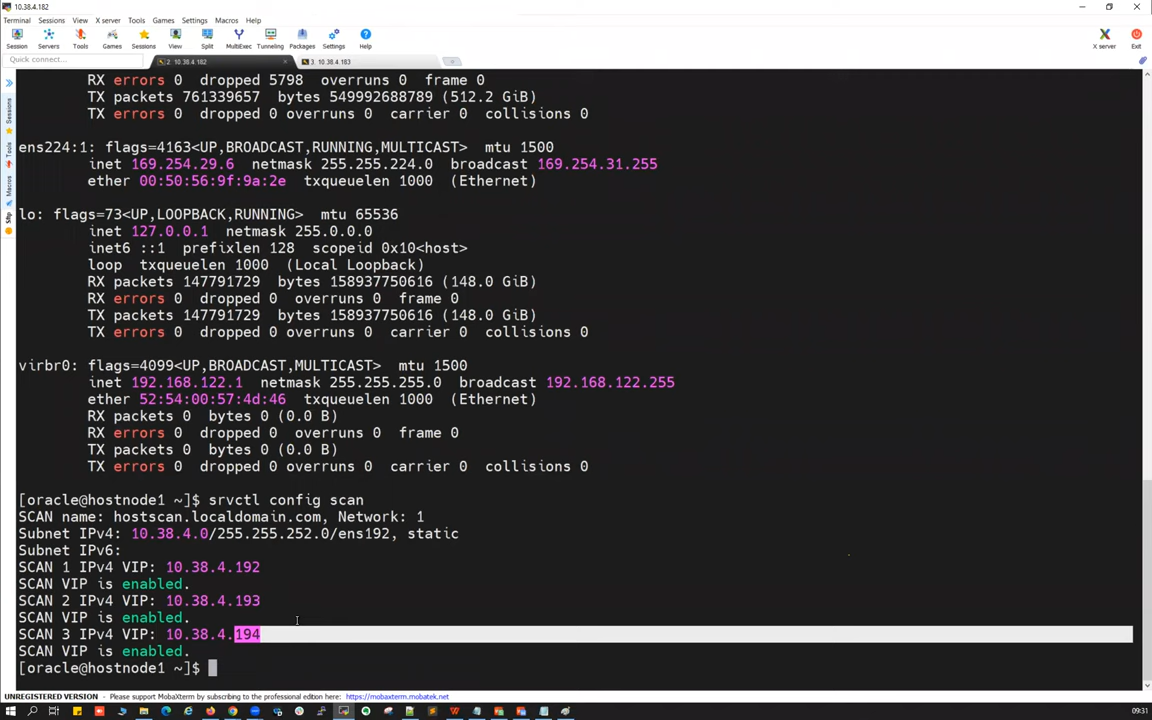 10.38.4.182
Terminal Sessions View X server Tools Games Settings Macros Help
Session Servers Tools Games Sessions View Split MultiExec Tunneling Packages Settings Help X server Exit
Quick connect...
2. 10.38.4.182
3. 10.38.4.183
Sessions
Tools
Macros
Sftp
RX errors 0 dropped 5798 overruns 0 frame 0
TX packets 761339657 bytes 549992688789 (512.2 GiB)
TX errors 0 dropped 0 overruns 0 carrier 0 collisions 0
ens224:1: flags=4163<UP,BROADCAST,RUNNING,MULTICAST> mtu 1500
inet 169.254.29.6 netmask 255.255.224.0 broadcast 169.254.31.255
ether 00:50:56:9f:9a:2e txqueuelen 1000 (Ethernet)
lo: flags=73<UP,LOOPBACK,RUNNING> mtu 65536
inet 127.0.0.1 netmask 255.0.0.0
inet6 ::1 prefixlen 128 scopeid 0x10<host>
loop txqueuelen 1000 (Local Loopback)
RX packets 147791729 bytes 158937750616 (148.0 GiB)
RX errors 0 dropped 0 overruns 0 frame 0
TX packets 147791729 bytes 158937750616 (148.0 GiB)
TX errors 0 dropped 0 overruns 0 carrier 0 collisions 0
virbr0: flags=4099<UP,BROADCAST,MULTICAST> mtu 1500
inet 192.168.122.1 netmask 255.255.255.0 broadcast 192.168.122.255
ether 52:54:00:57:4d:46 txqueuelen 1000 (Ethernet)
RX packets 0 bytes 0 (0.0 B)
RX errors 0 dropped 0 overruns 0 frame 0
TX packets 0 bytes 0 (0.0 B)
TX errors 0 dropped 0 overruns 0 carrier 0 collisions 0
[oracle@hostnode1 ~]$ srvctl config scan
SCAN name: hostscan.localdomain.com, Network: 1
Subnet IPv4: 10.38.4.0/255.255.252.0/ens192, static
Subnet IPv6:
SCAN 1 IPv4 VIP: 10.38.4.192
SCAN VIP is enabled.
SCAN 2 IPv4 VIP: 10.38.4.193
SCAN VIP is enabled.
SCAN 3 IPv4 VIP: 10.38.4.194
SCAN VIP is enabled.
[oracle@hostnode1 ~]$
UNREGISTERED VERSION - Please support MobaXterm by subscribing to the professional edition here: https://mobaxterm.mobatek.net
09:31